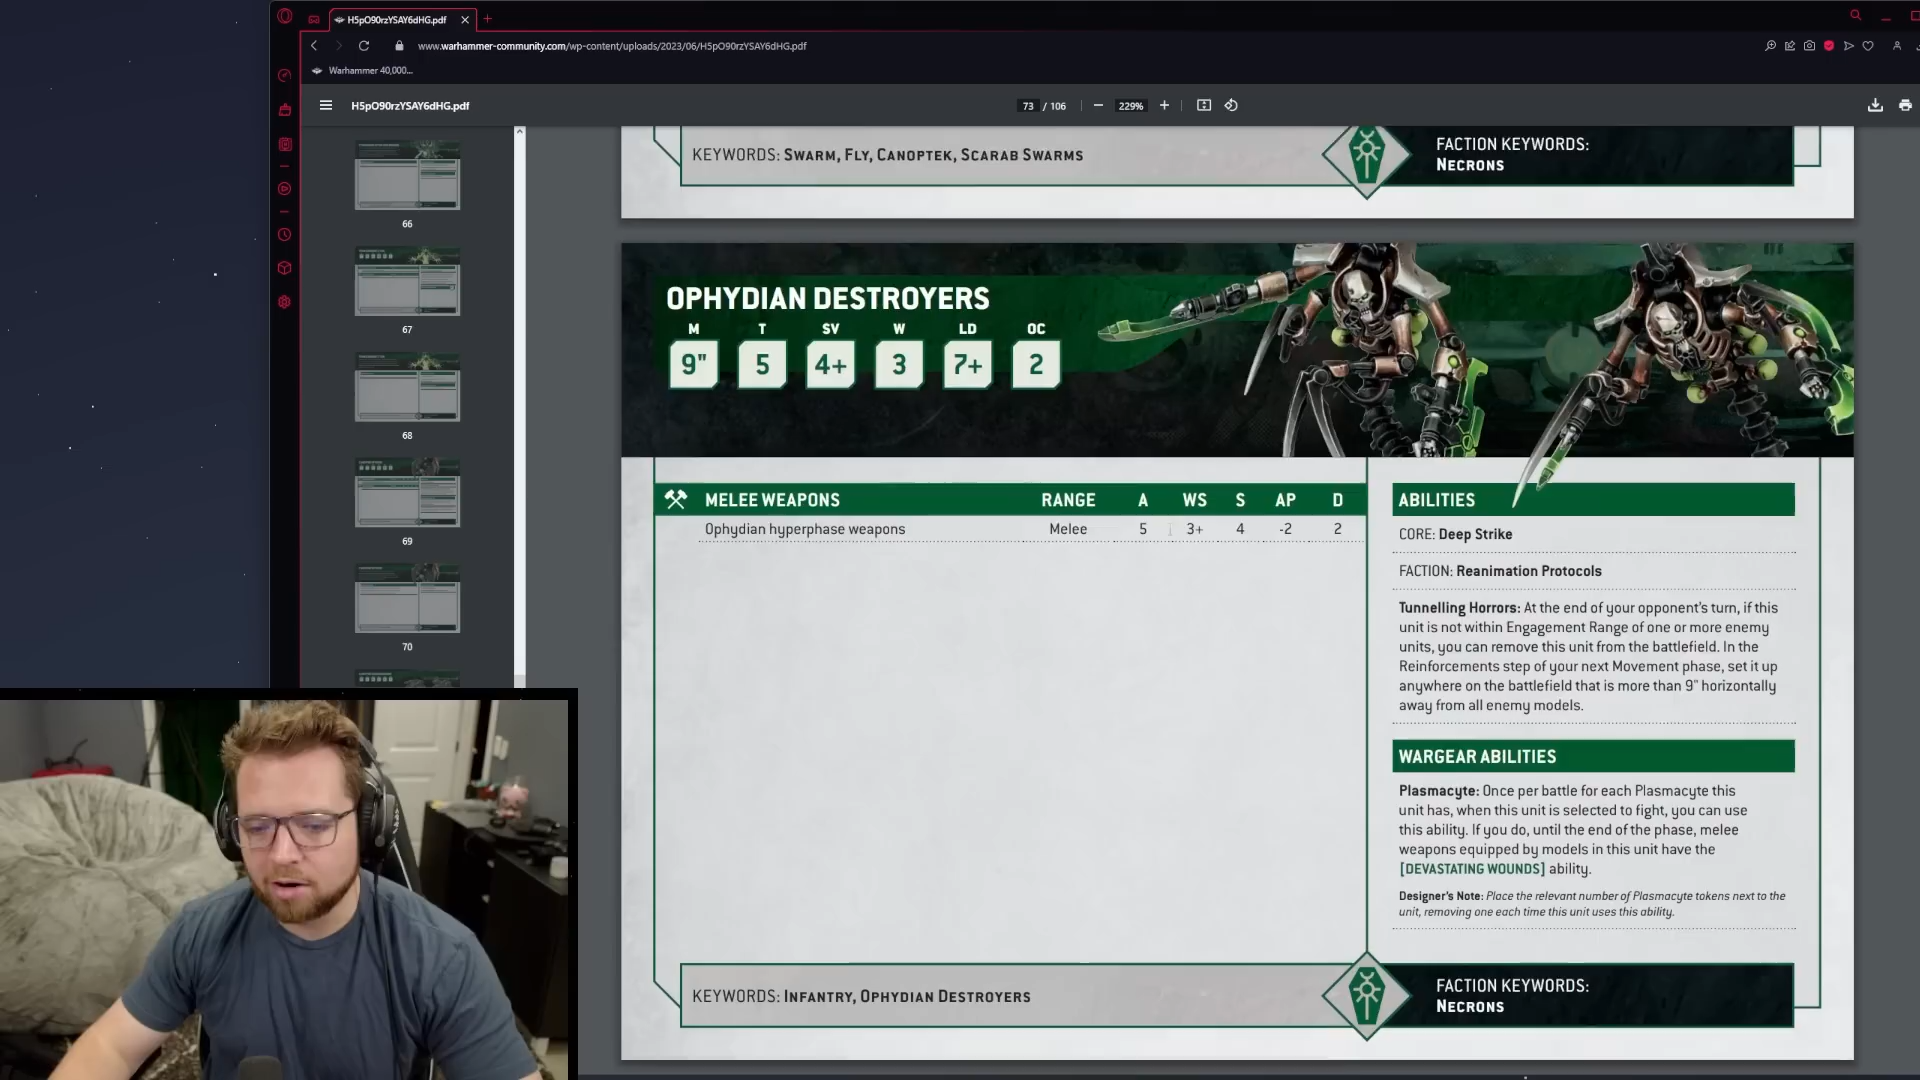 H5pO90rzYSAY6dHG.pdf
www.warhammer-community.com/wp-content/uploads/2023/06/H5pO90rzYSAY6dHG.pdf
Warhammer 40,000...
H5pO90rzYSAY6dHG.pdf
73 / 106
229%
66
67
68
69
70
KEYWORDS: SWARM, FLY, CANOPTEK, SCARAB SWARMS
FACTION KEYWORDS:
NECRONS
OPHYDIAN DESTROYERS
M T SV W LD OC
9" 5 4+ 3 7+ 2
MELEE WEAPONS RANGE A WS S AP D
Ophydian hyperphase weapons Melee 5 3+ 4 -2 2
ABILITIES
CORE: Deep Strike
FACTION: Reanimation Protocols
Tunnelling Horrors: At the end of your opponent's turn, if this
unit is not within Engagement Range of one or more enemy
units, you can remove this unit from the battlefield. In the
Reinforcements step of your next Movement phase, set it up
anywhere on the battlefield that is more than 9" horizontally
away from all enemy models.
WARGEAR ABILITIES
Plasmacyte: Once per battle for each Plasmacyte this
unit has, when this unit is selected to fight, you can use
this ability. If you do, until the end of the phase, melee
weapons equipped by models in this unit have the
[DEVASTATING WOUNDS] ability.
Designer's Note: Place the relevant number of Plasmacyte tokens next to the
unit, removing one each time this unit uses this ability.
KEYWORDS: INFANTRY, OPHYDIAN DESTROYERS
FACTION KEYWORDS:
NECRONS